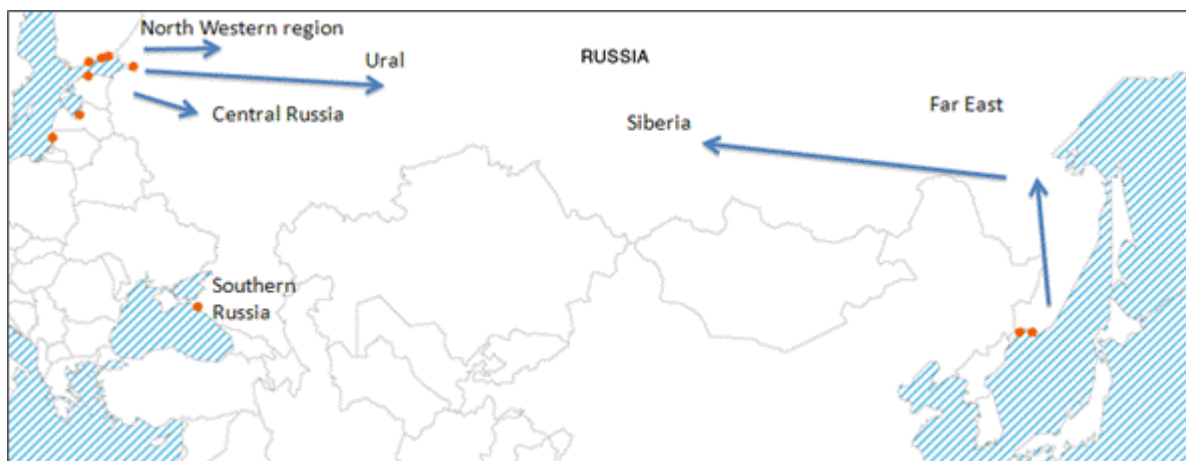 North Western region
Ural
RUSSIA
Central Russia
Siberia
Far East
Southern
Russia